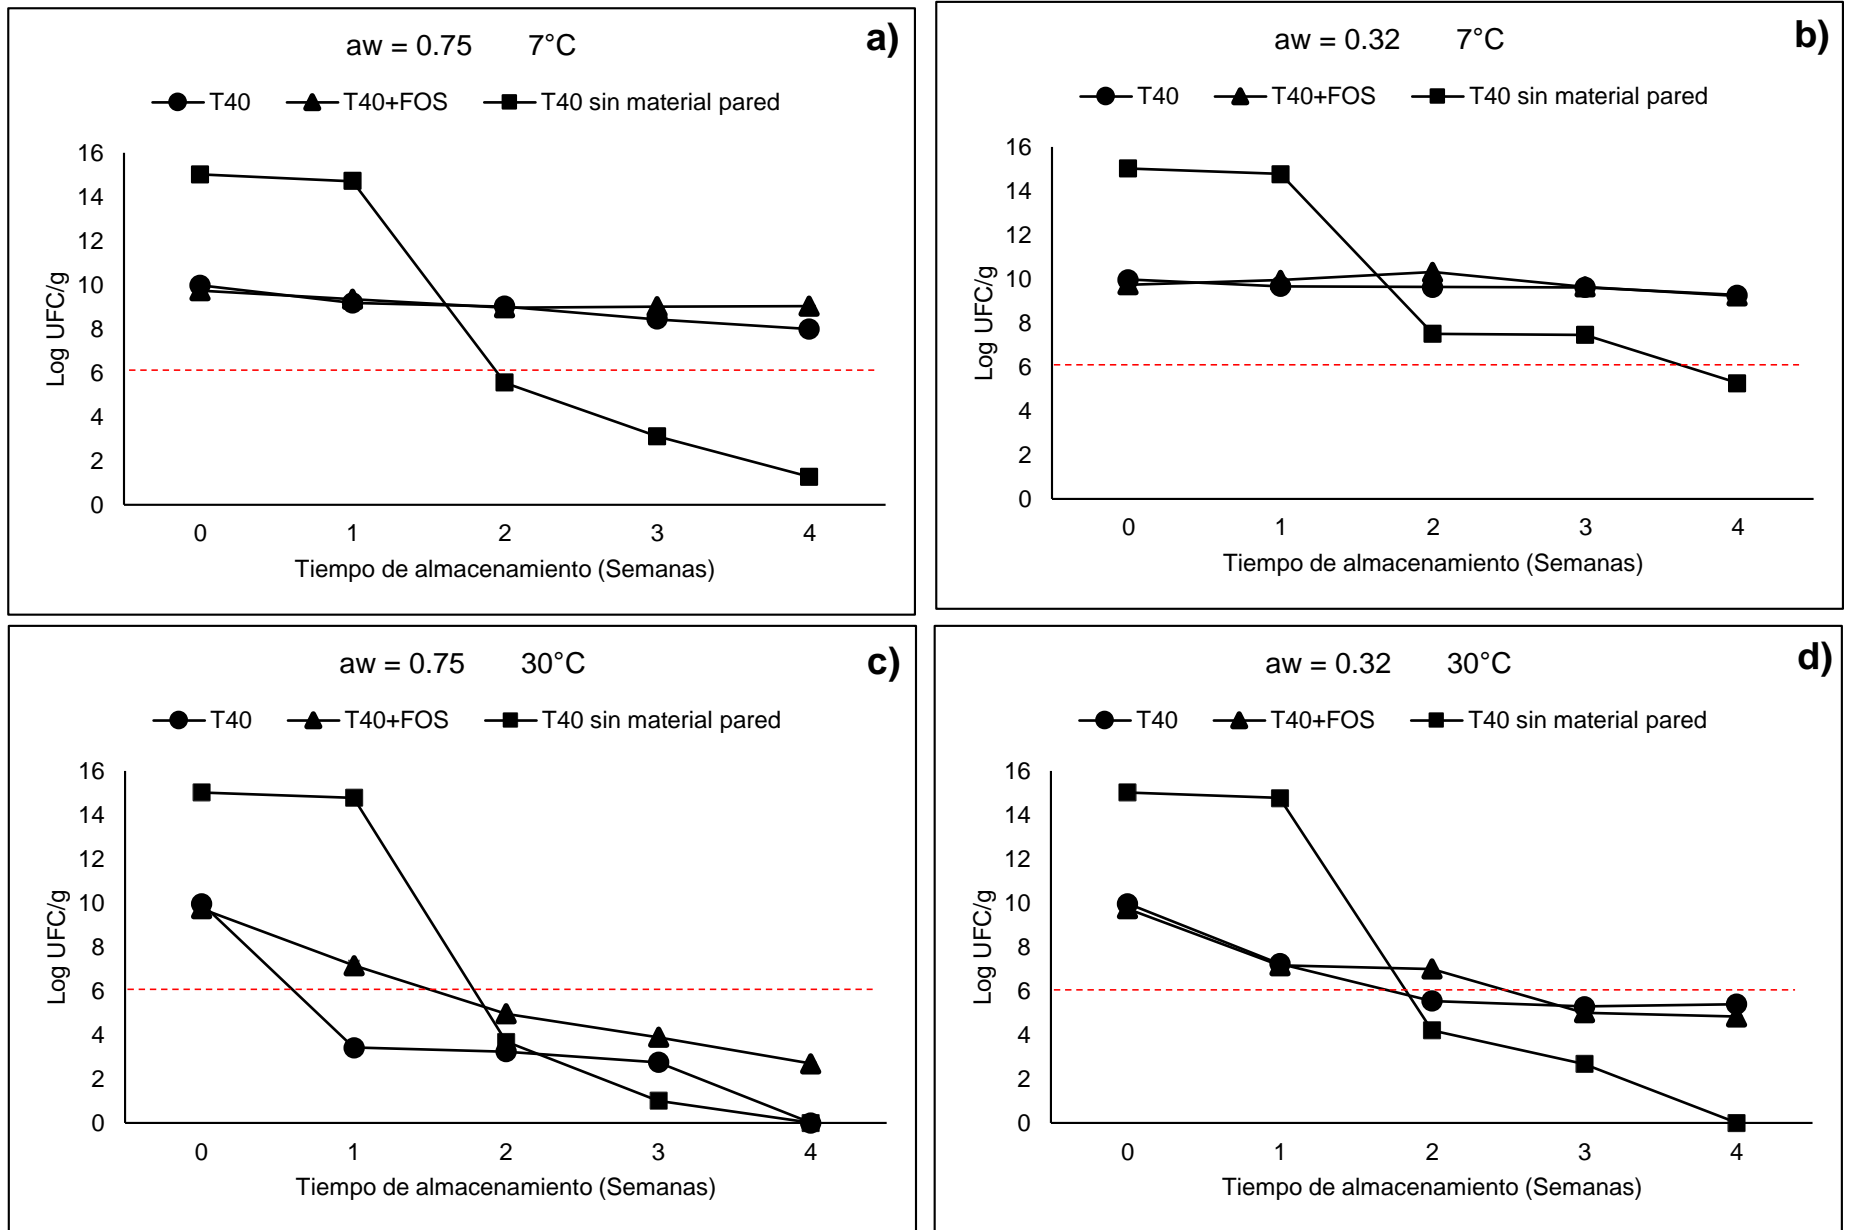 aw = 0.75 7°C a)
T40 T40+FOS T40 sin material pared
Log UFC/g
16
14
12
10
8
6
4
2
0
0 1 2 3 4
Tiempo de almacenamiento (Semanas)
aw = 0.32 7°C b)
T40 T40+FOS T40 sin material pared
Log UFC/g
16
14
12
10
8
6
4
2
0
0 1 2 3 4
Tiempo de almacenamiento (Semanas)
aw = 0.75 30°C c)
T40 T40+FOS T40 sin material pared
Log UFC/g
16
14
12
10
8
6
4
2
0
0 1 2 3 4
Tiempo de almacenamiento (Semanas)
aw = 0.32 30°C d)
T40 T40+FOS T40 sin material pared
Log UFC/g
16
14
12
10
8
6
4
2
0
0 1 2 3 4
Tiempo de almacenamiento (Semanas)